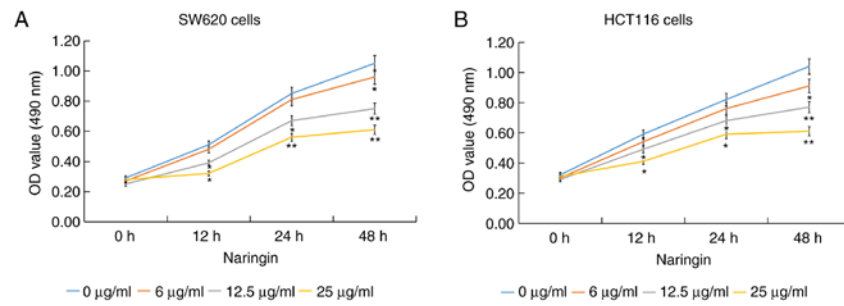 A
SW620 cells
1.20
1.00
0.80
0.60
0.40
0.20
0.00
OD value (490 nm)
0 h
12 h
24 h
48 h
Naringin
0 μg/ml
6 μg/ml
12.5 μg/ml
25 μg/ml
*
*
*
*
*
**
*
*
**
**
B
HCT116 cells
1.20
1.00
0.80
0.60
0.40
0.20
0.00
OD value (490 nm)
0 h
12 h
24 h
48 h
Naringin
0 μg/ml
6 μg/ml
12.5 μg/ml
25 μg/ml
*
*
*
*
*
*
**
**